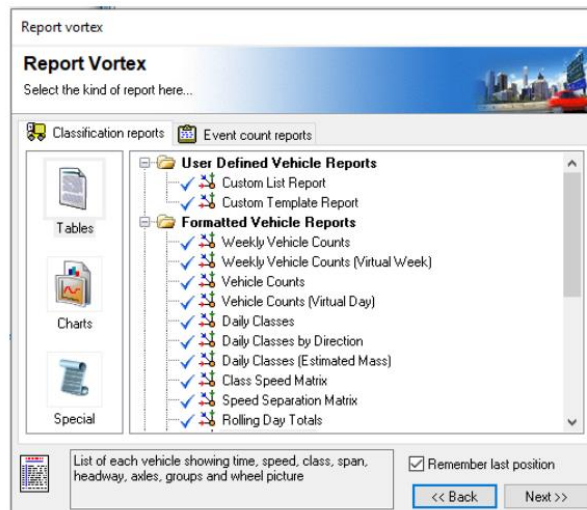 Report vortex
Report Vortex
Select the kind of report here...
Classification reports
Event count reports
Tables
Charts
Special
User Defined Vehicle Reports
Custom List Report
Custom Template Report
Formatted Vehicle Reports
Weekly Vehicle Counts
Weekly Vehicle Counts (Virtual Week)
Vehicle Counts
Vehicle Counts (Virtual Day)
Daily Classes
Daily Classes by Direction
Daily Classes (Estimated Mass)
Class Speed Matrix
Speed Separation Matrix
Rolling Day Totals
List of each vehicle showing time, speed, class, span,
headway, axles, groups and wheel picture
Remember last position
<< Back
Next >>